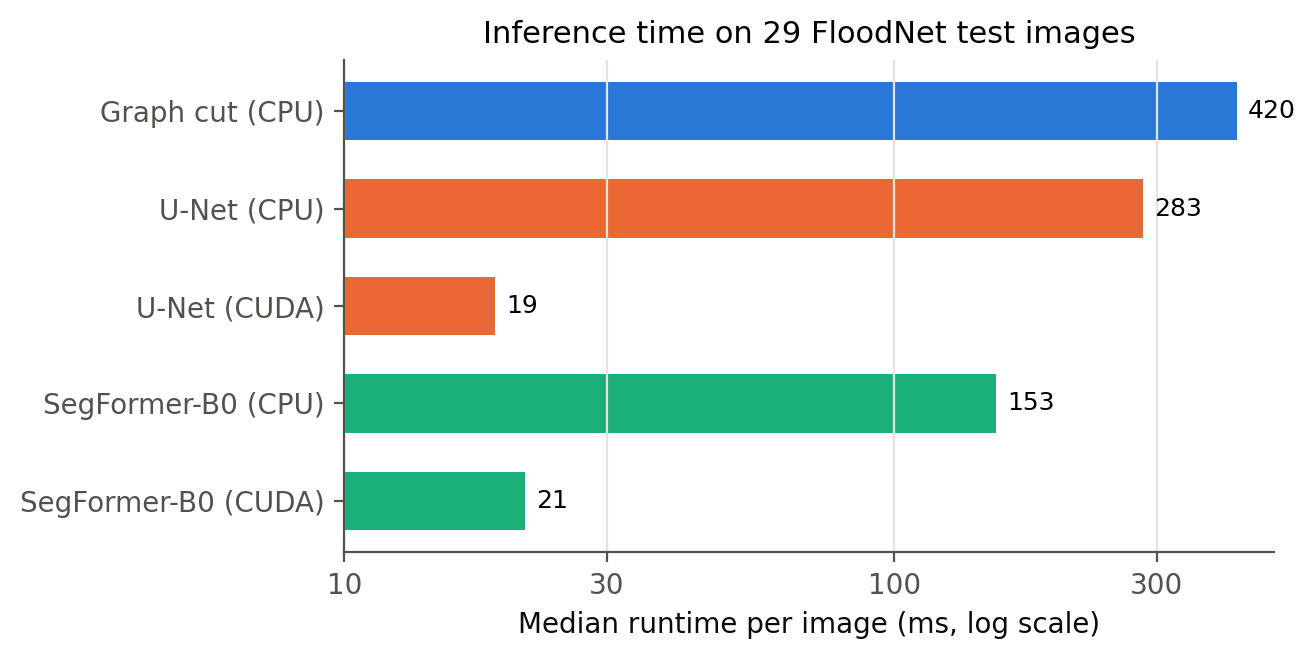 Inference time on 29 FloodNet test images
Graph cut (CPU)
420
U-Net (CPU)
283
U-Net (CUDA)
19
SegFormer-B0 (CPU)
153
SegFormer-B0 (CUDA)
21
10 30 100 300
Median runtime per image (ms, log scale)